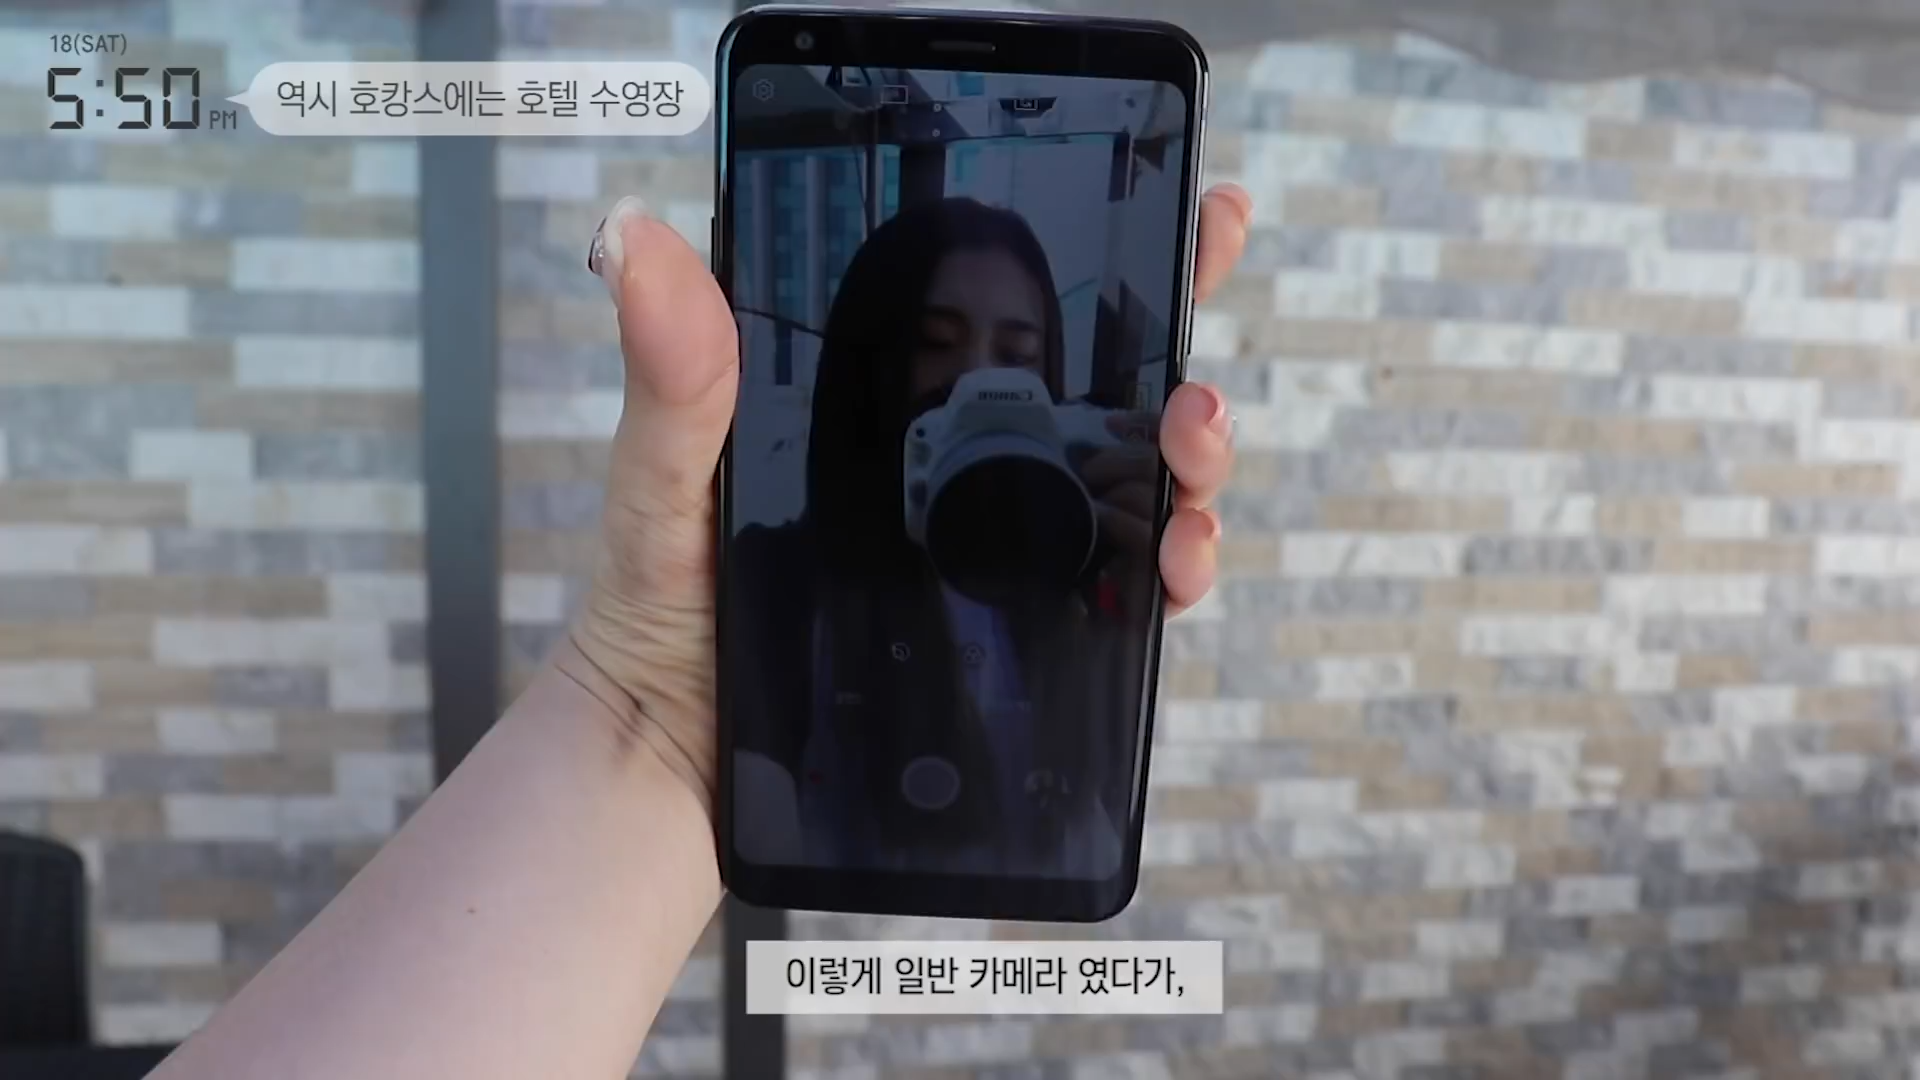 18(SAT)
5:50 PM
역시 호캉스에는 호텔 수영장
Canon
이렇게 일반 카메라 였다가,